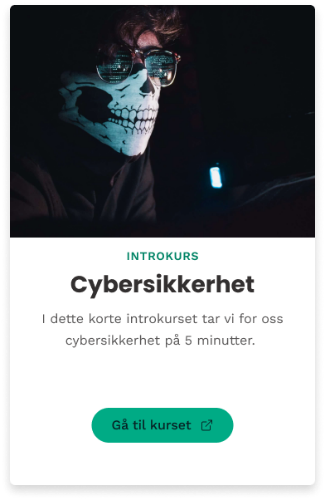 INTROKURS
Cybersikkerhet
I dette korte introkurset tar vi for oss
cybersikkerhet på 5 minutter.
Gå til kurset